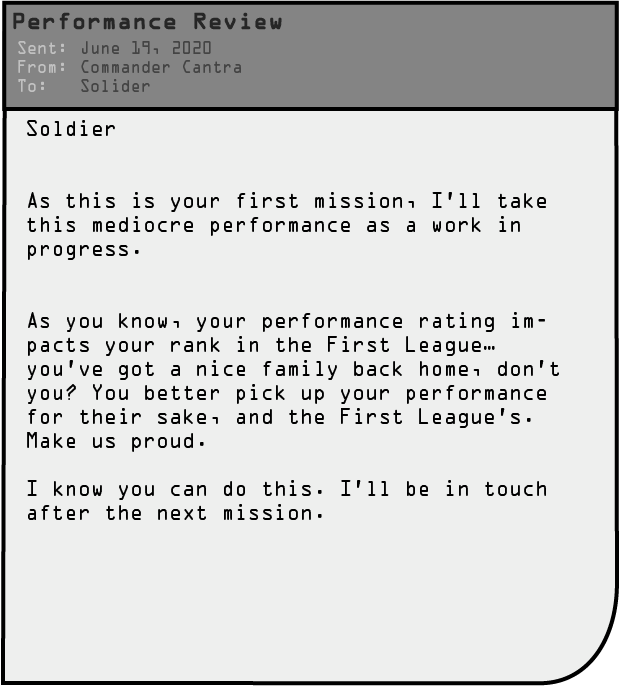 Performance Review
Sent: June 19, 2020
From: Commander Cantra
To: Solider
Soldier
As this is your first mission, I'll take
this mediocre performance as a work in
progress.
As you know, your performance rating im-
pacts your rank in the First League…
you've got a nice family back home, don't
you? You better pick up your performance
for their sake, and the First League's.
Make us proud.
I know you can do this. I'll be in touch
after the next mission.